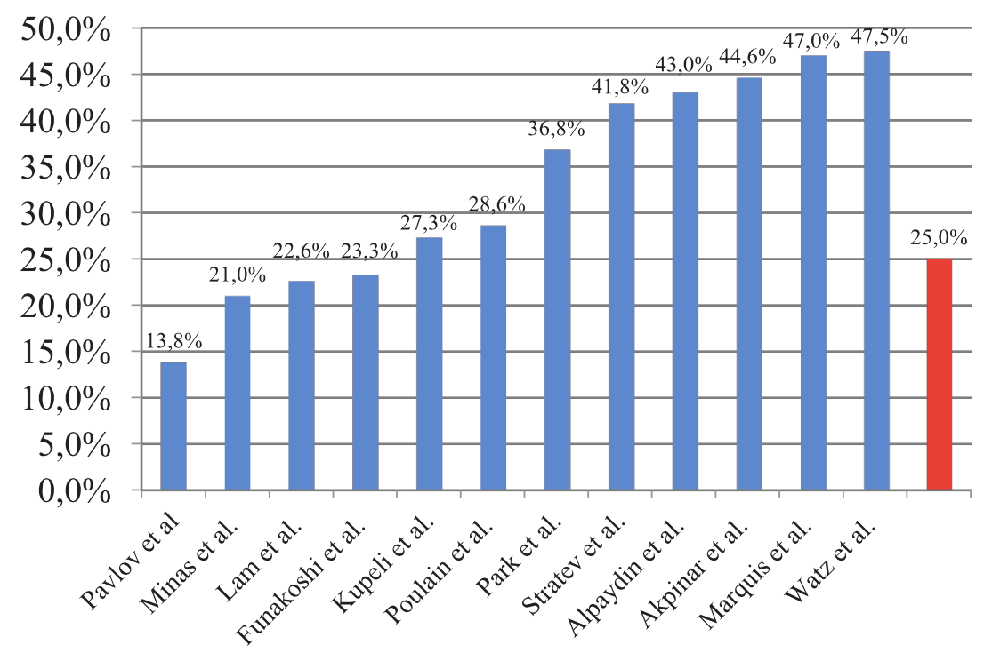 50,0%
45,0%
40,0%
35,0%
30,0%
25,0%
20,0%
15,0%
10,0%
5,0%
0,0%
13,8%
21,0%
22,6%
23,3%
27,3%
28,6%
36,8%
41,8%
43,0%
44,6%
47,0%
47,5%
25,0%
Pavlov et al
Minas et al.
Lam et al.
Funakoshi et al.
Kupeli et al.
Poulain et al.
Park et al.
Stratev et al.
Alpaydin et al.
Akpinar et al.
Marquis et al.
Watz et al.